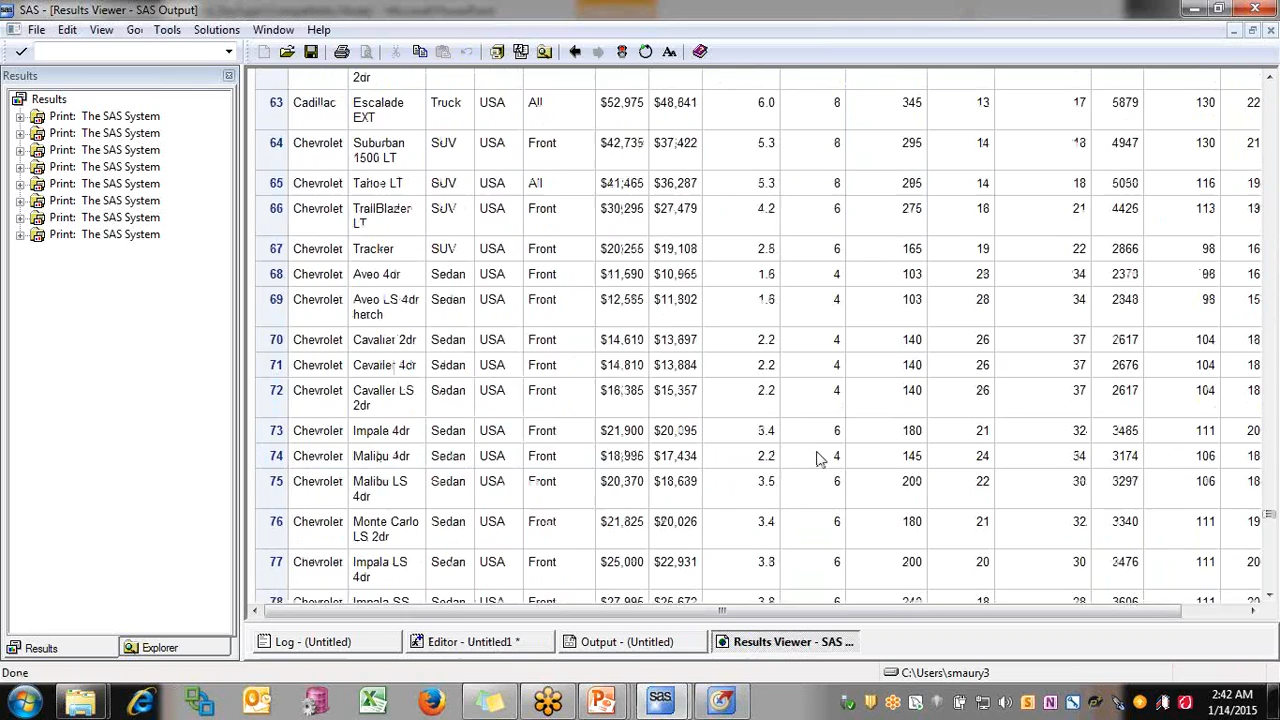 SAS - [Results Viewer - SAS Output]
File Edit View Go Tools Solutions Window Help
Results
Results
Print: The SAS System
Print: The SAS System
Print: The SAS System
Print: The SAS System
Print: The SAS System
Print: The SAS System
Print: The SAS System
Print: The SAS System
2dr
63 Cadillac Escalade EXT Truck USA All $52,975 $48,641 6.0 8 345 13 17 5879 130 22
64 Chevrolet Suburban 1500 LT SUV USA Front $42,735 $37,422 5.3 8 295 14 18 4947 130 21
65 Chevrolet Tahoe LT SUV USA All $41,465 $36,287 5.3 8 295 14 18 5050 116 19
66 Chevrolet TrailBlazer LT SUV USA Front $30,295 $27,479 4.2 6 275 16 21 4425 113 19
67 Chevrolet Tracker SUV USA Front $20,255 $19,108 2.5 6 165 19 22 2866 98 16
68 Chevrolet Aveo 4dr Sedan USA Front $11,690 $10,965 1.6 4 103 28 34 2370 98 16
69 Chevrolet Aveo LS 4dr hatch Sedan USA Front $12,585 $11,802 1.6 4 103 28 34 2348 98 15
70 Chevrolet Cavalier 2dr Sedan USA Front $14,610 $13,697 2.2 4 140 26 37 2617 104 18
71 Chevrolet Cavalier 4dr Sedan USA Front $14,810 $13,884 2.2 4 140 26 37 2676 104 18
72 Chevrolet Cavalier LS 2dr Sedan USA Front $16,385 $15,357 2.2 4 140 26 37 2617 104 18
73 Chevrolet Impala 4dr Sedan USA Front $21,900 $20,095 3.4 6 180 21 32 3465 111 20
74 Chevrolet Malibu 4dr Sedan USA Front $18,995 $17,434 2.2 4 145 24 34 3174 106 18
75 Chevrolet Malibu LS 4dr Sedan USA Front $20,370 $18,639 3.5 6 200 22 30 3297 106 18
76 Chevrolet Monte Carlo LS 2dr Sedan USA Front $21,825 $20,026 3.4 6 180 21 32 3340 111 19
77 Chevrolet Impala LS 4dr Sedan USA Front $25,000 $22,931 3.8 6 200 20 30 3476 111 20
78 Impala SS
Results Explorer
Log - (Untitled) Editor - Untitled1 * Output - (Untitled) Results Viewer - SAS ...
Done C:\Users\smaury3
2:42 AM
1/14/2015